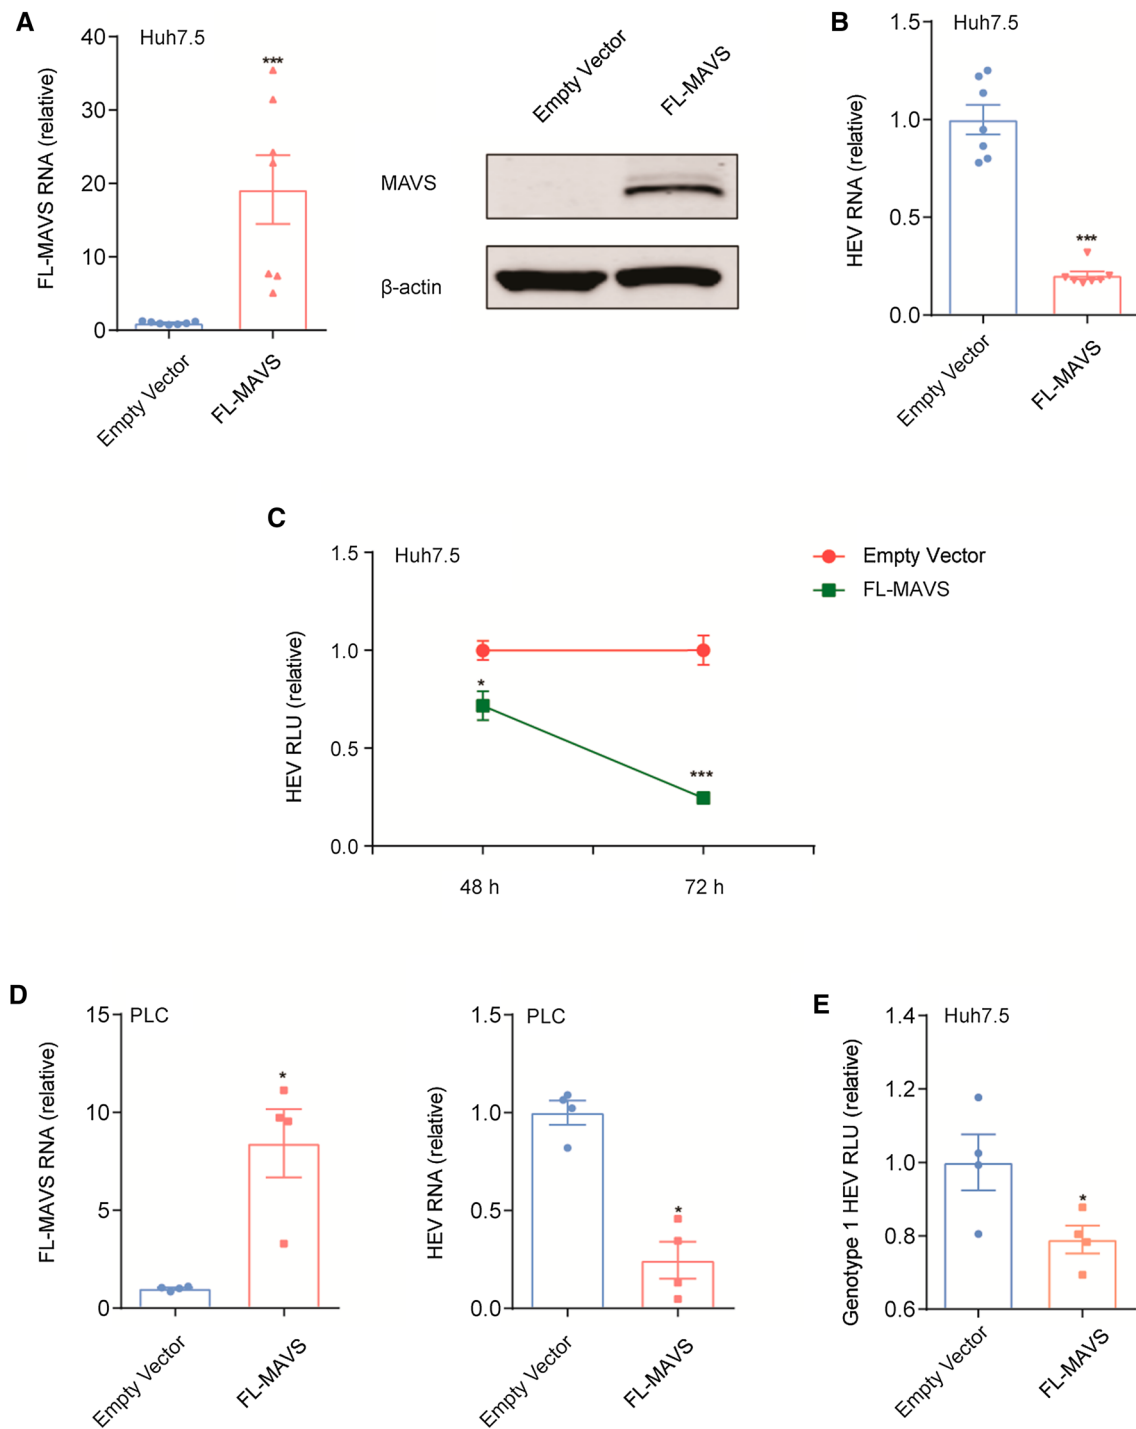 A
Huh7.5
FL-MAVS RNA (relative)
40
30
20
10
0
***
Empty Vector
FL-MAVS
Empty Vector
FL-MAVS
MAVS
β-actin
B
Huh7.5
HEV RNA (relative)
1.5
1.0
0.5
0.0
***
Empty Vector
FL-MAVS
C
Huh7.5
HEV RLU (relative)
1.5
1.0
0.5
0.0
*
***
48 h
72 h
Empty Vector
FL-MAVS
D
PLC
FL-MAVS RNA (relative)
15
10
5
0
*
Empty Vector
FL-MAVS
PLC
HEV RNA (relative)
1.5
1.0
0.5
0.0
*
Empty Vector
FL-MAVS
E
Huh7.5
Genotype 1 HEV RLU (relative)
1.4
1.2
1.0
0.8
0.6
*
Empty Vector
FL-MAVS